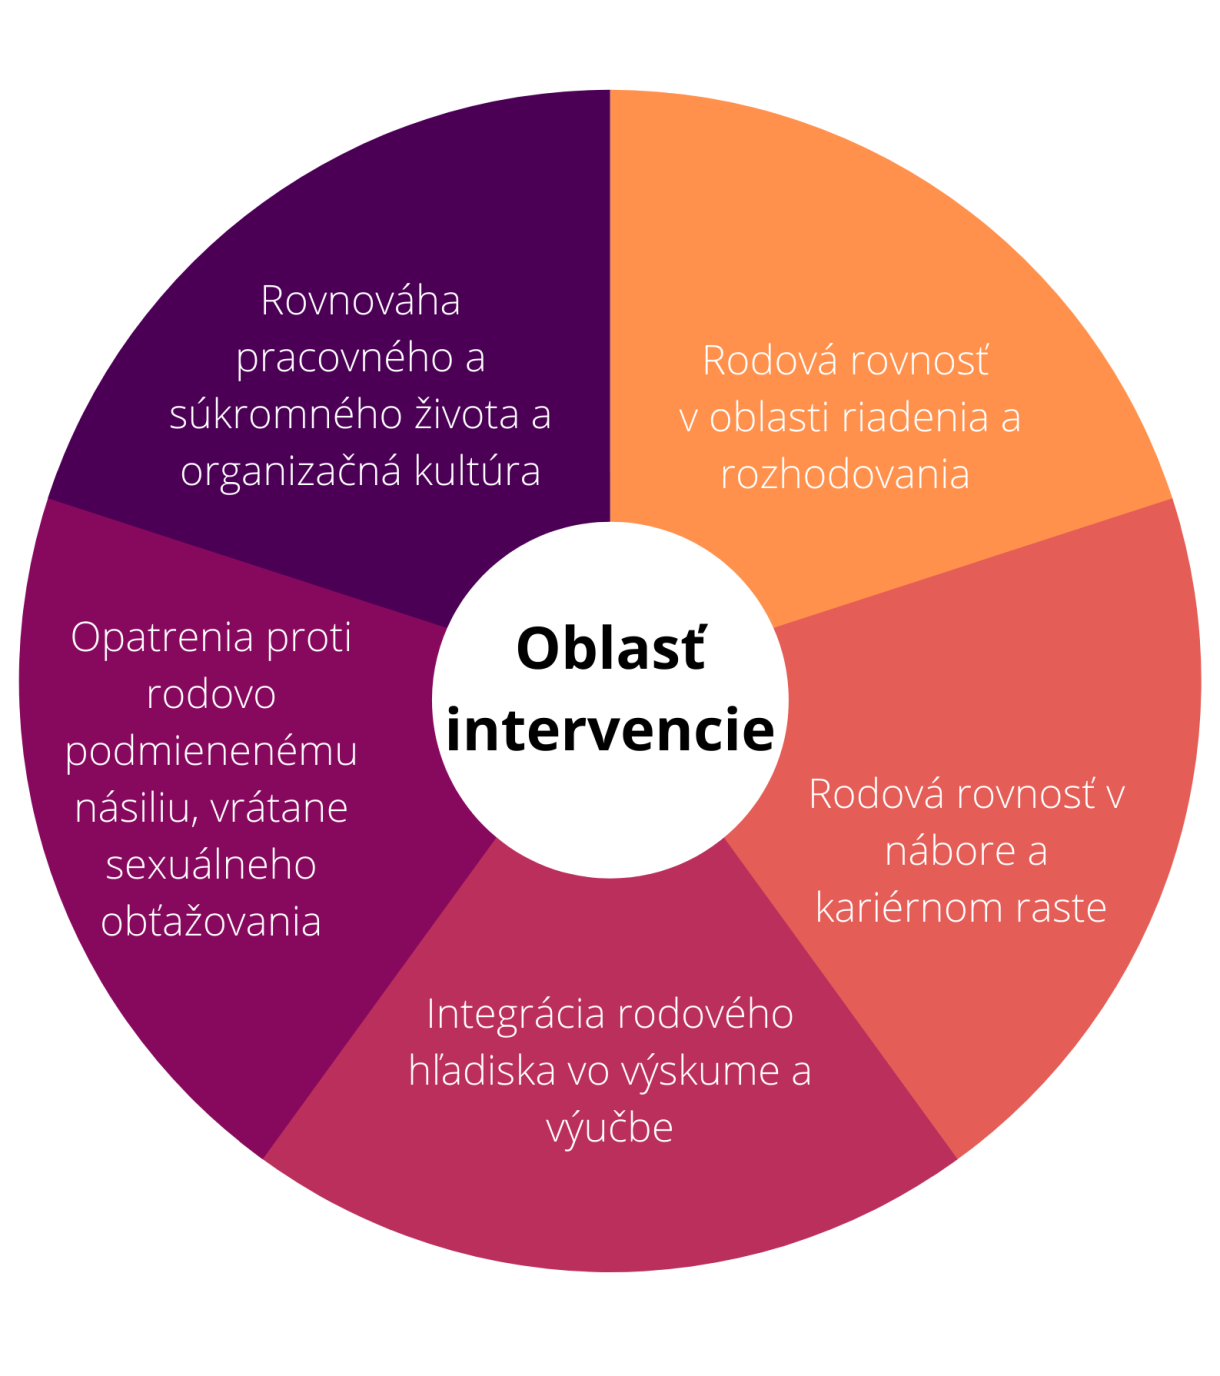 Rovnováha
pracovného a
súkromného života a
organizačná kultúra
Rodová rovnosť
v oblasti riadenia a
rozhodovania
Oblasť
intervencie
Opatrenia proti
rodovo
podmienenému
násiliu, vrátane
sexuálneho
obťažovania
Rodová rovnosť v
nábore a
kariérnom raste
Integrácia rodového
hľadiska vo výskume a
výučbe